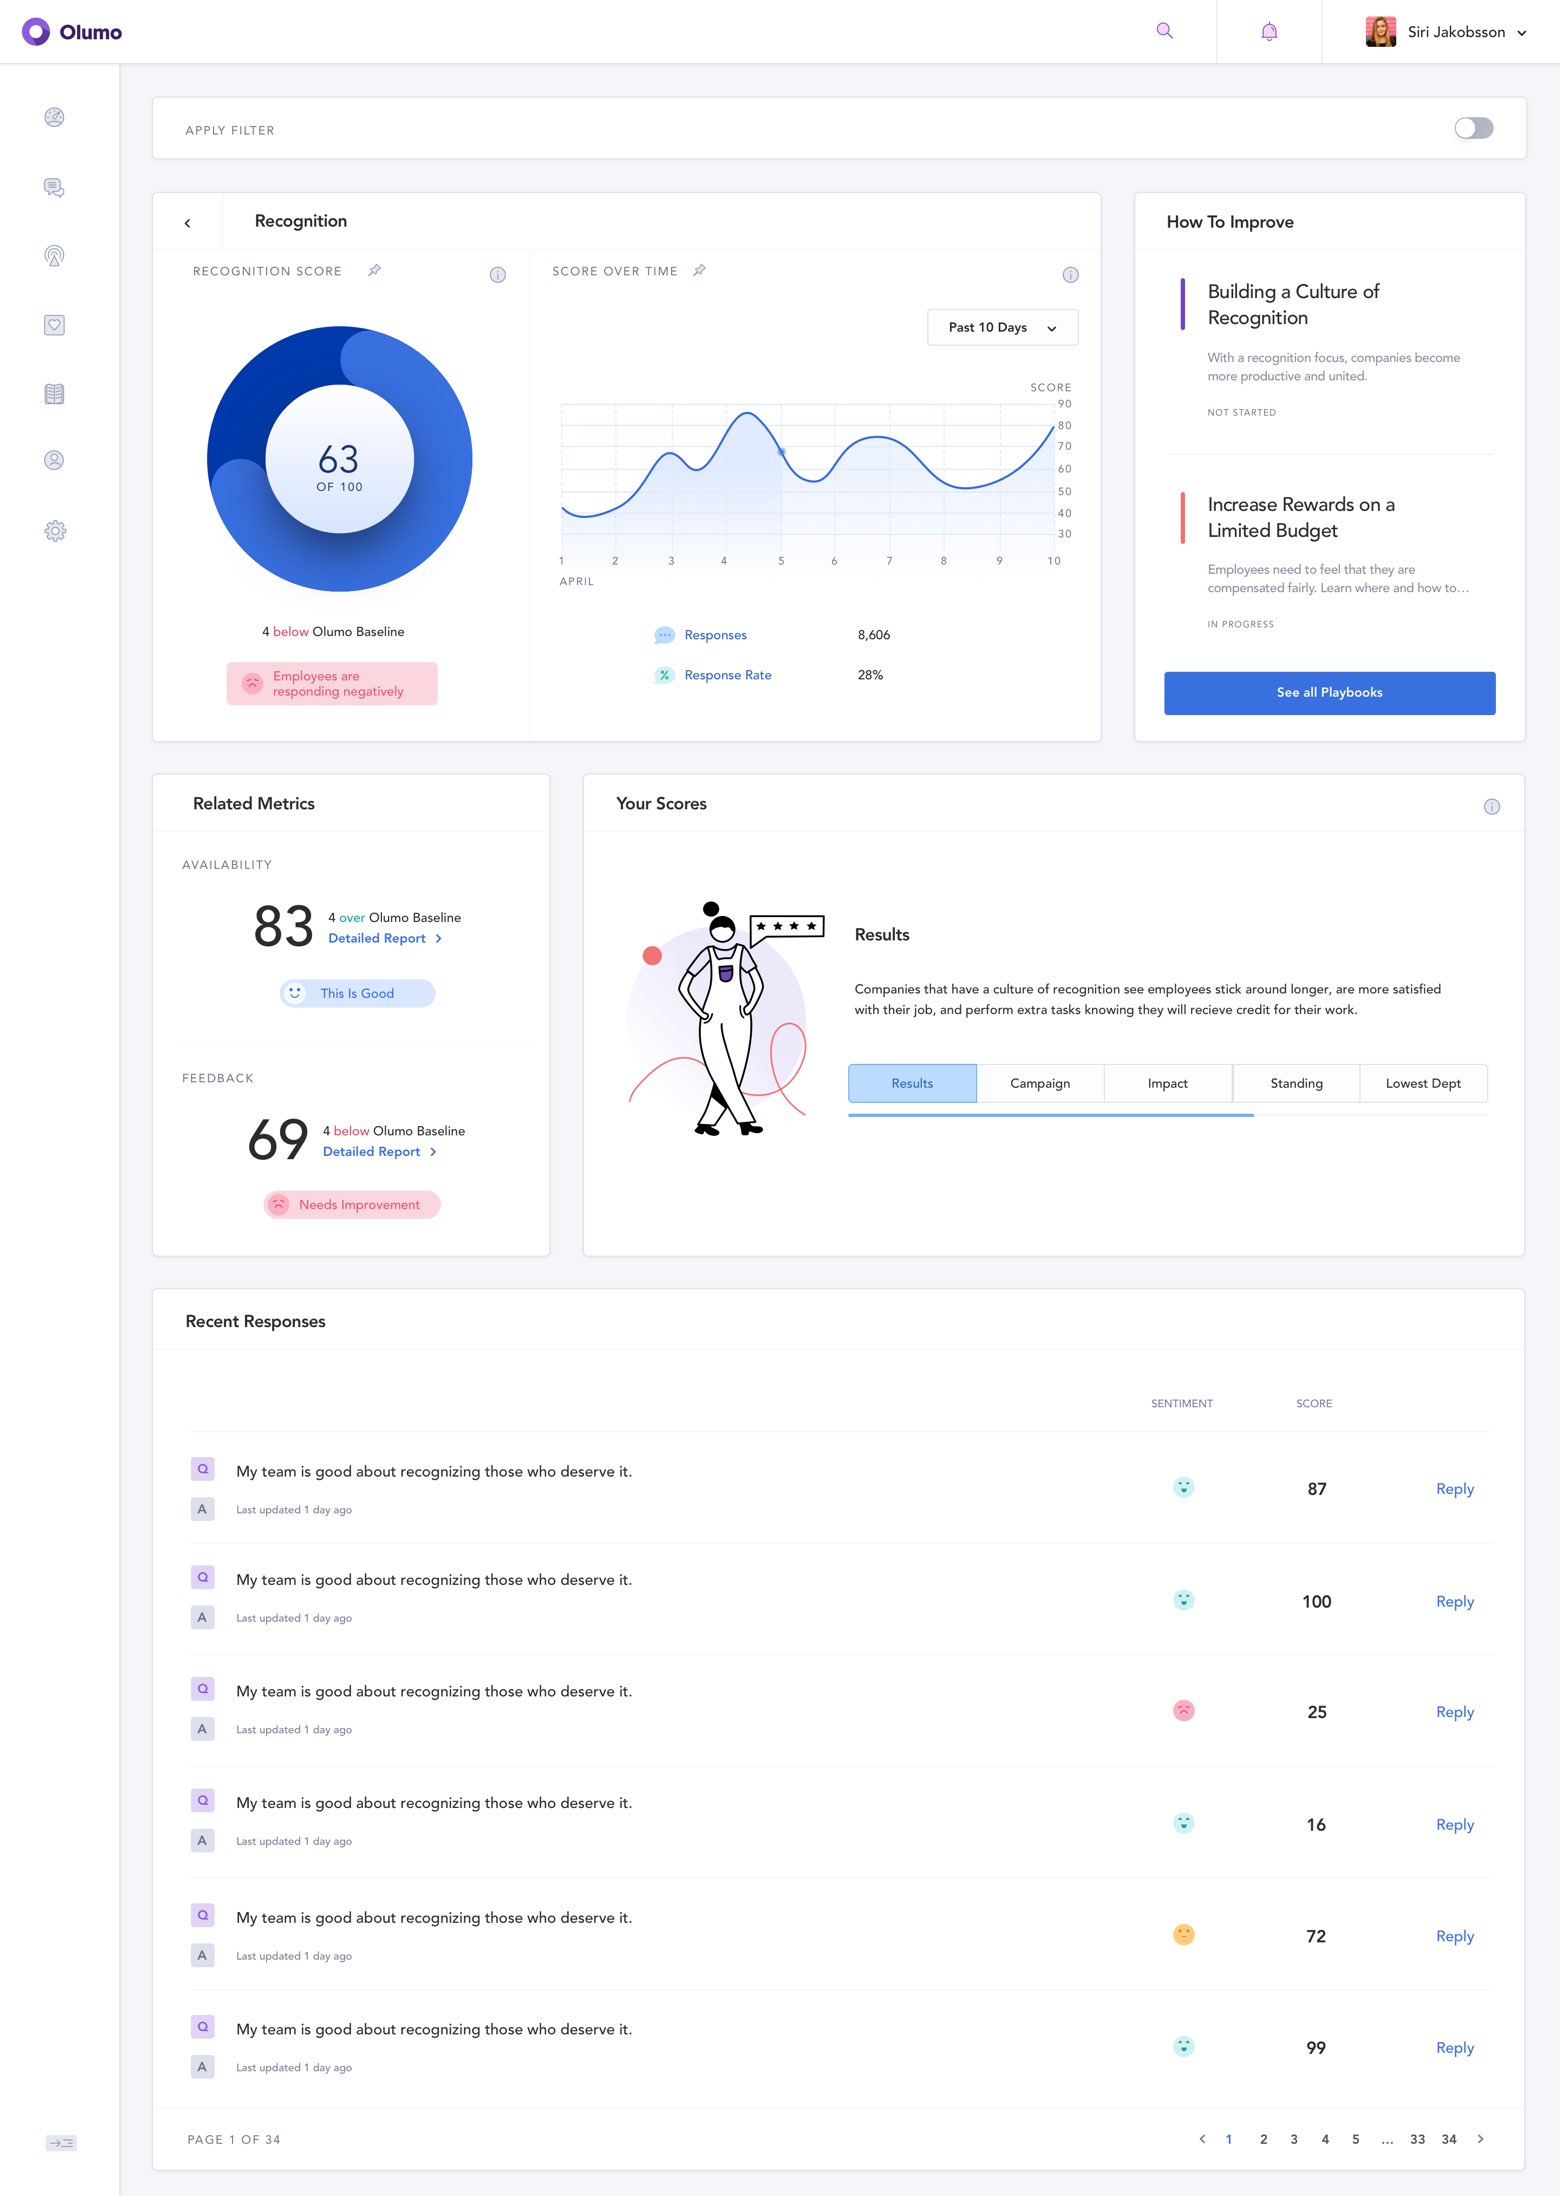 Olumo
Siri Jakobsson
APPLY FILTER
Recognition
RECOGNITION SCORE
63
OF 100
4 below Olumo Baseline
Employees are
responding negatively
SCORE OVER TIME
Past 10 Days
SCORE
90
80
70
60
50
40
30
1 2 3 4 5 6 7 8 9 10
APRIL
Responses 8,606
Response Rate 28%
How To Improve
Building a Culture of
Recognition
With a recognition focus, companies become
more productive and united.
NOT STARTED
Increase Rewards on a
Limited Budget
Employees need to feel that they are
compensated fairly. Learn where and how to…
IN PROGRESS
See all Playbooks
Related Metrics
AVAILABILITY
83
4 over Olumo Baseline
Detailed Report
This Is Good
FEEDBACK
69
4 below Olumo Baseline
Detailed Report
Needs Improvement
Your Scores
Results
Companies that have a culture of recognition see employees stick around longer, are more satisfied
with their job, and perform extra tasks knowing they will recieve credit for their work.
Results Campaign Impact Standing Lowest Dept
Recent Responses
SENTIMENT SCORE
Q My team is good about recognizing those who deserve it.
A Last updated 1 day ago
87 Reply
Q My team is good about recognizing those who deserve it.
A Last updated 1 day ago
100 Reply
Q My team is good about recognizing those who deserve it.
A Last updated 1 day ago
25 Reply
Q My team is good about recognizing those who deserve it.
A Last updated 1 day ago
16 Reply
Q My team is good about recognizing those who deserve it.
A Last updated 1 day ago
72 Reply
Q My team is good about recognizing those who deserve it.
A Last updated 1 day ago
99 Reply
PAGE 1 OF 34
1 2 3 4 5 ... 33 34